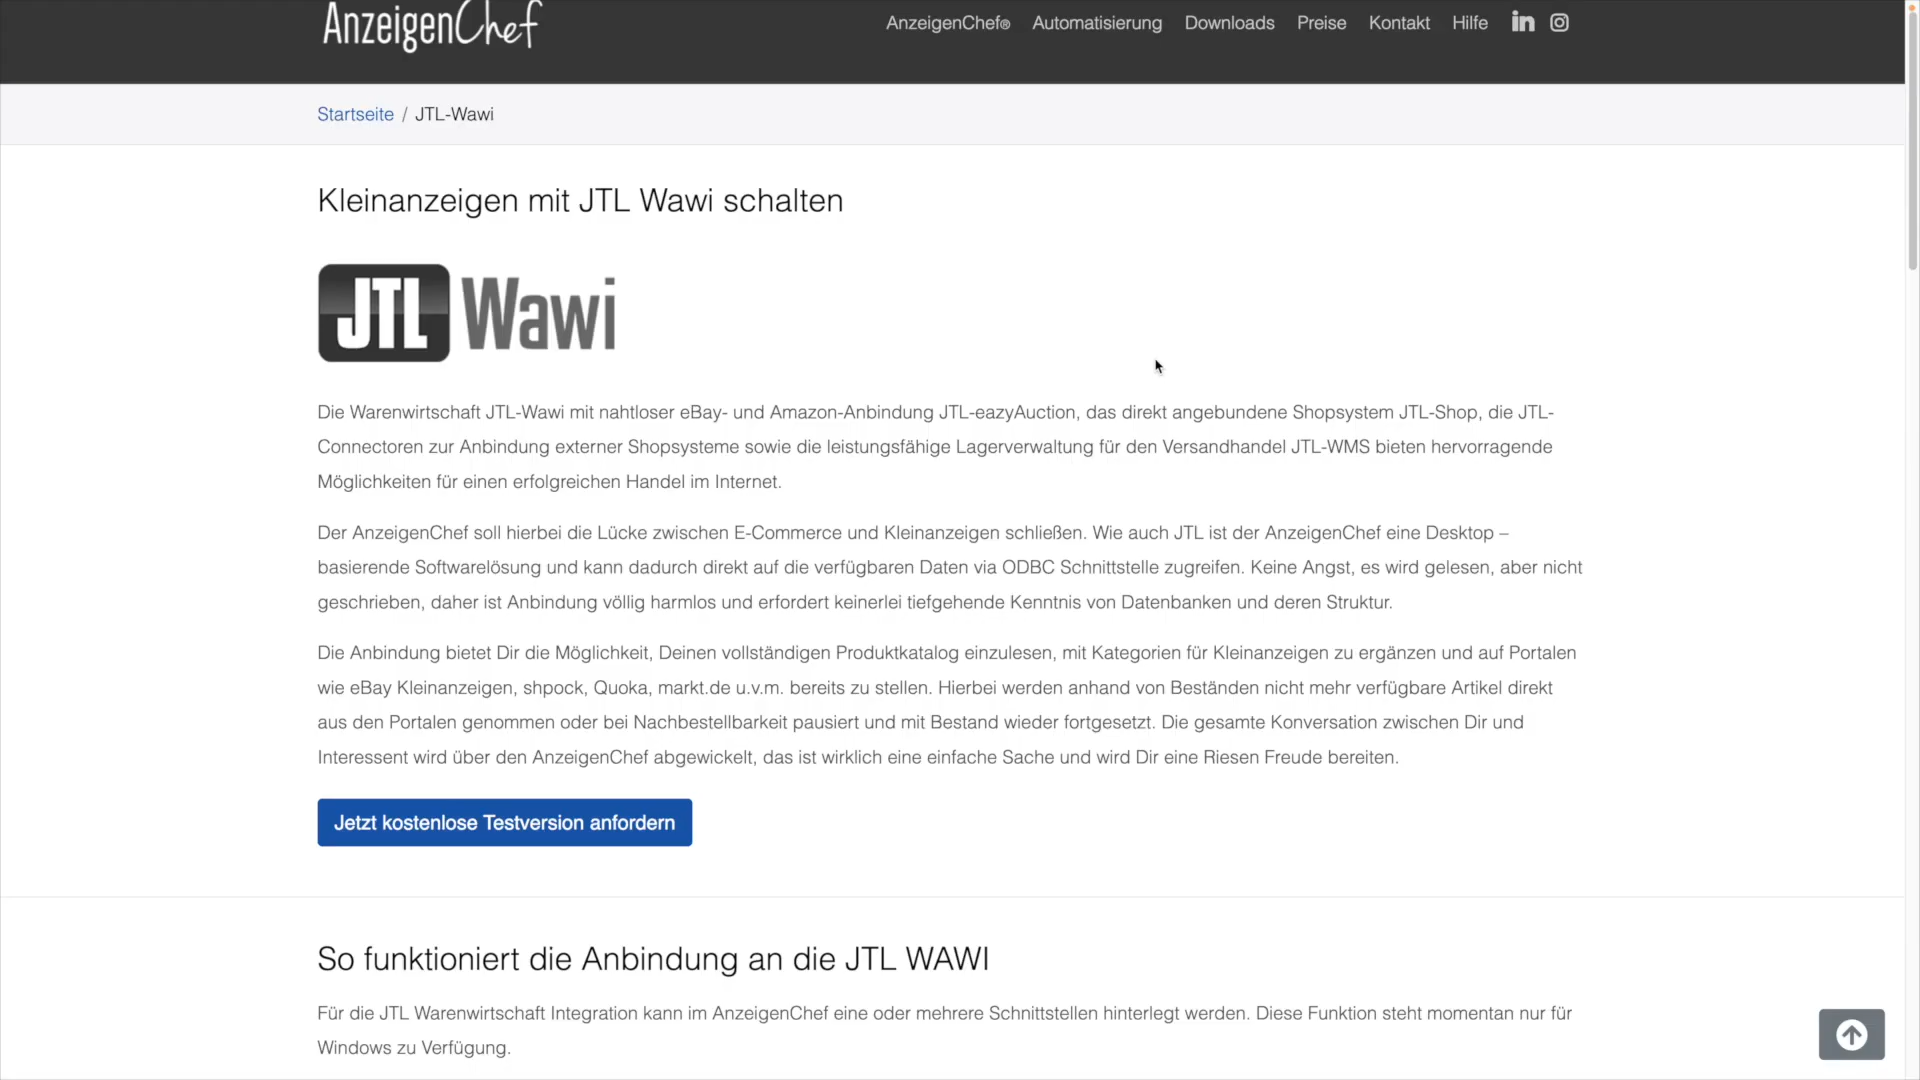 AnzeigenChef
AnzeigenChef® Automatisierung Downloads Preise Kontakt Hilfe
Startseite / JTL-Wawi
Kleinanzeigen mit JTL Wawi schalten
JTL Wawi
Die Warenwirtschaft JTL-Wawi mit nahtloser eBay- und Amazon-Anbindung JTL-eazyAuction, das direkt angebundene Shopsystem JTL-Shop, die JTL-
Connectoren zur Anbindung externer Shopsysteme sowie die leistungsfähige Lagerverwaltung für den Versandhandel JTL-WMS bieten hervorragende
Möglichkeiten für einen erfolgreichen Handel im Internet.
Der AnzeigenChef soll hierbei die Lücke zwischen E-Commerce und Kleinanzeigen schließen. Wie auch JTL ist der AnzeigenChef eine Desktop –
basierende Softwarelösung und kann dadurch direkt auf die verfügbaren Daten via ODBC Schnittstelle zugreifen. Keine Angst, es wird gelesen, aber nicht
geschrieben, daher ist Anbindung völlig harmlos und erfordert keinerlei tiefgehende Kenntnis von Datenbanken und deren Struktur.
Die Anbindung bietet Dir die Möglichkeit, Deinen vollständigen Produktkatalog einzulesen, mit Kategorien für Kleinanzeigen zu ergänzen und auf Portalen
wie eBay Kleinanzeigen, shpock, Quoka, markt.de u.v.m. bereits zu stellen. Hierbei werden anhand von Beständen nicht mehr verfügbare Artikel direkt
aus den Portalen genommen oder bei Nachbestellbarkeit pausiert und mit Bestand wieder fortgesetzt. Die gesamte Konversation zwischen Dir und
Interessent wird über den AnzeigenChef abgewickelt, das ist wirklich eine einfache Sache und wird Dir eine Riesen Freude bereiten.
Jetzt kostenlose Testversion anfordern
So funktioniert die Anbindung an die JTL WAWI
Für die JTL Warenwirtschaft Integration kann im AnzeigenChef eine oder mehrere Schnittstellen hinterlegt werden. Diese Funktion steht momentan nur für
Windows zu Verfügung.